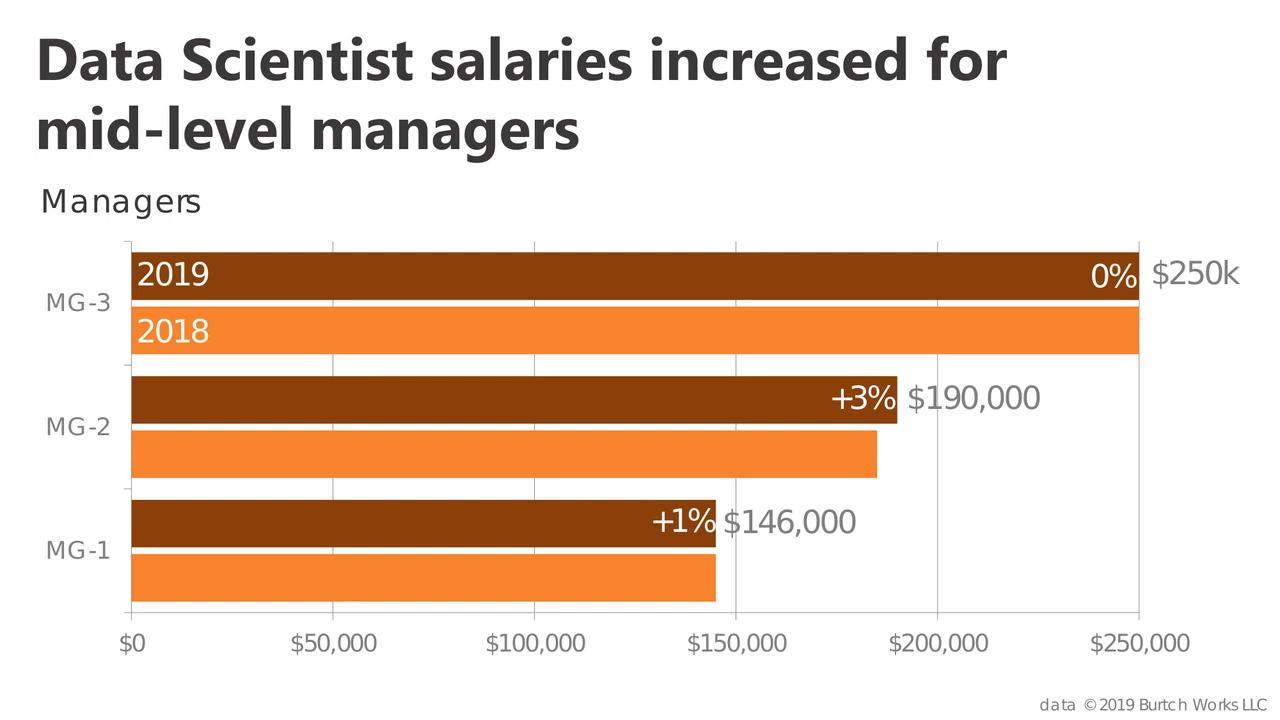 Data Scientist salaries increased for
mid-level managers
Managers
MG-3
2019
0%
$250k
2018
MG-2
+3%
$190,000
MG-1
+1%
$146,000
$0
$50,000
$100,000
$150,000
$200,000
$250,000
data © 2019 Burtch Works LLC